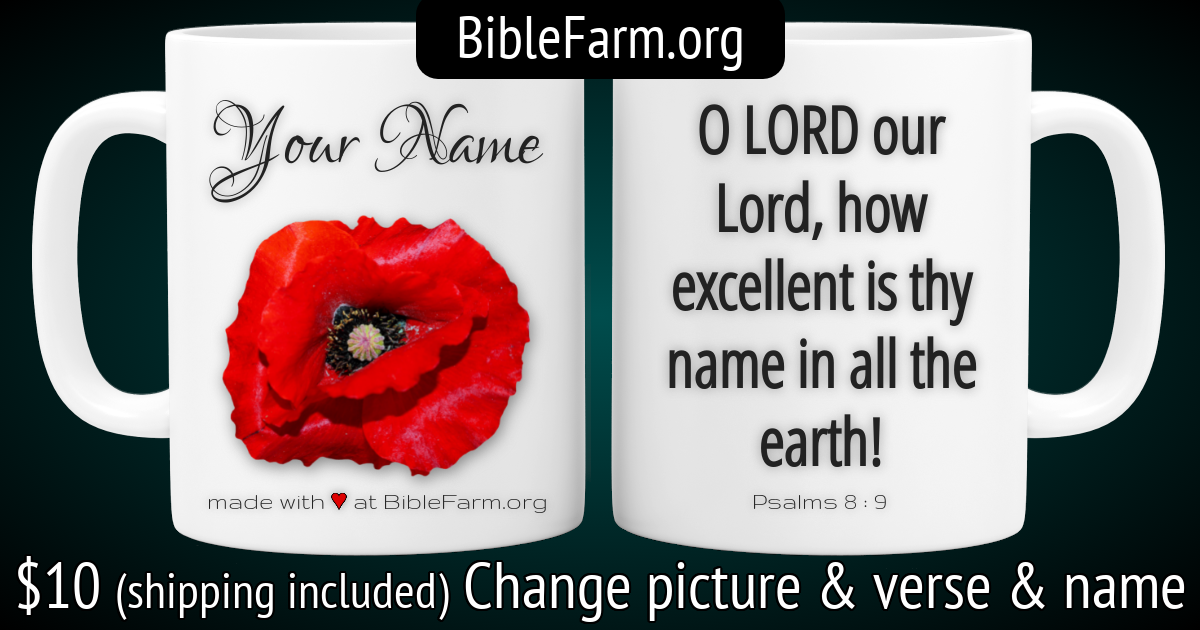 BibleFarm.org
Your Name
made with ♥ at BibleFarm.org
O LORD our
Lord, how
excellent is thy
name in all the
earth!
Psalms 8 : 9
$10 (shipping included) Change picture & verse & name